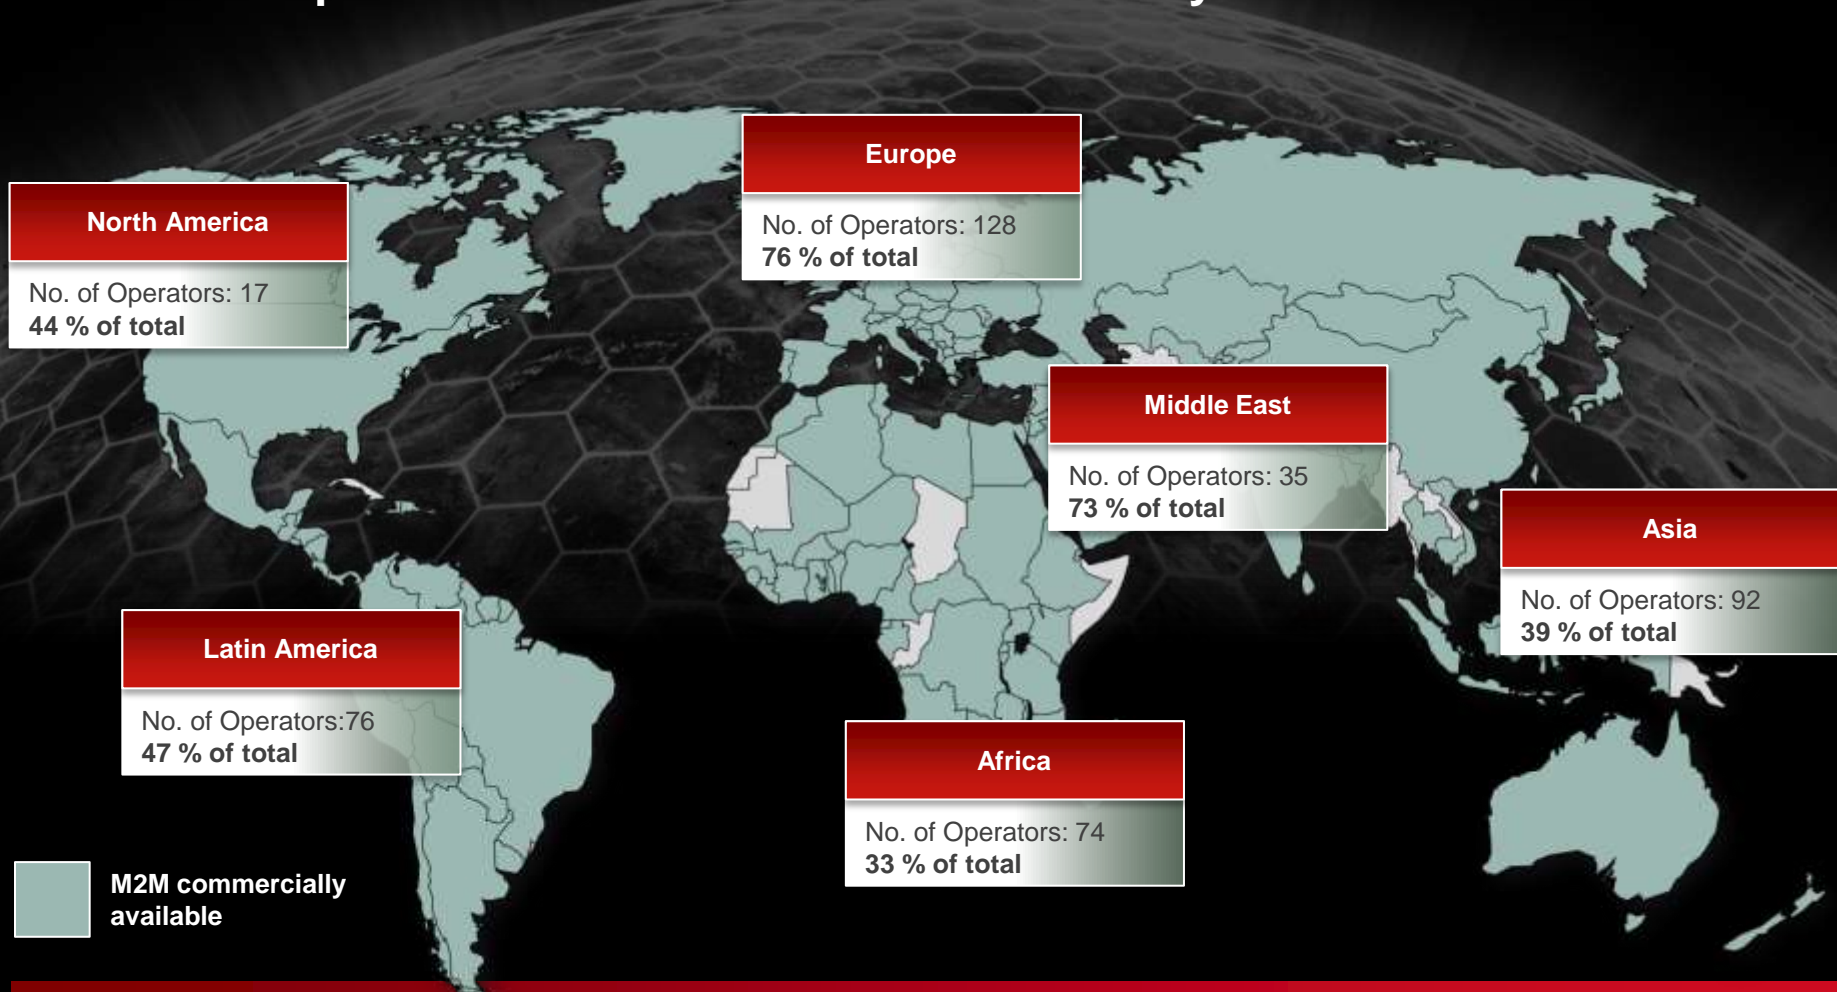 Europe
No. of Operators: 128
76 % of total
North America
No. of Operators: 17
44 % of total
Middle East
No. of Operators: 35
73 % of total
Asia
No. of Operators: 92
39 % of total
Latin America
No. of Operators:76
47 % of total
Africa
No. of Operators: 74
33 % of total
M2M commercially
available